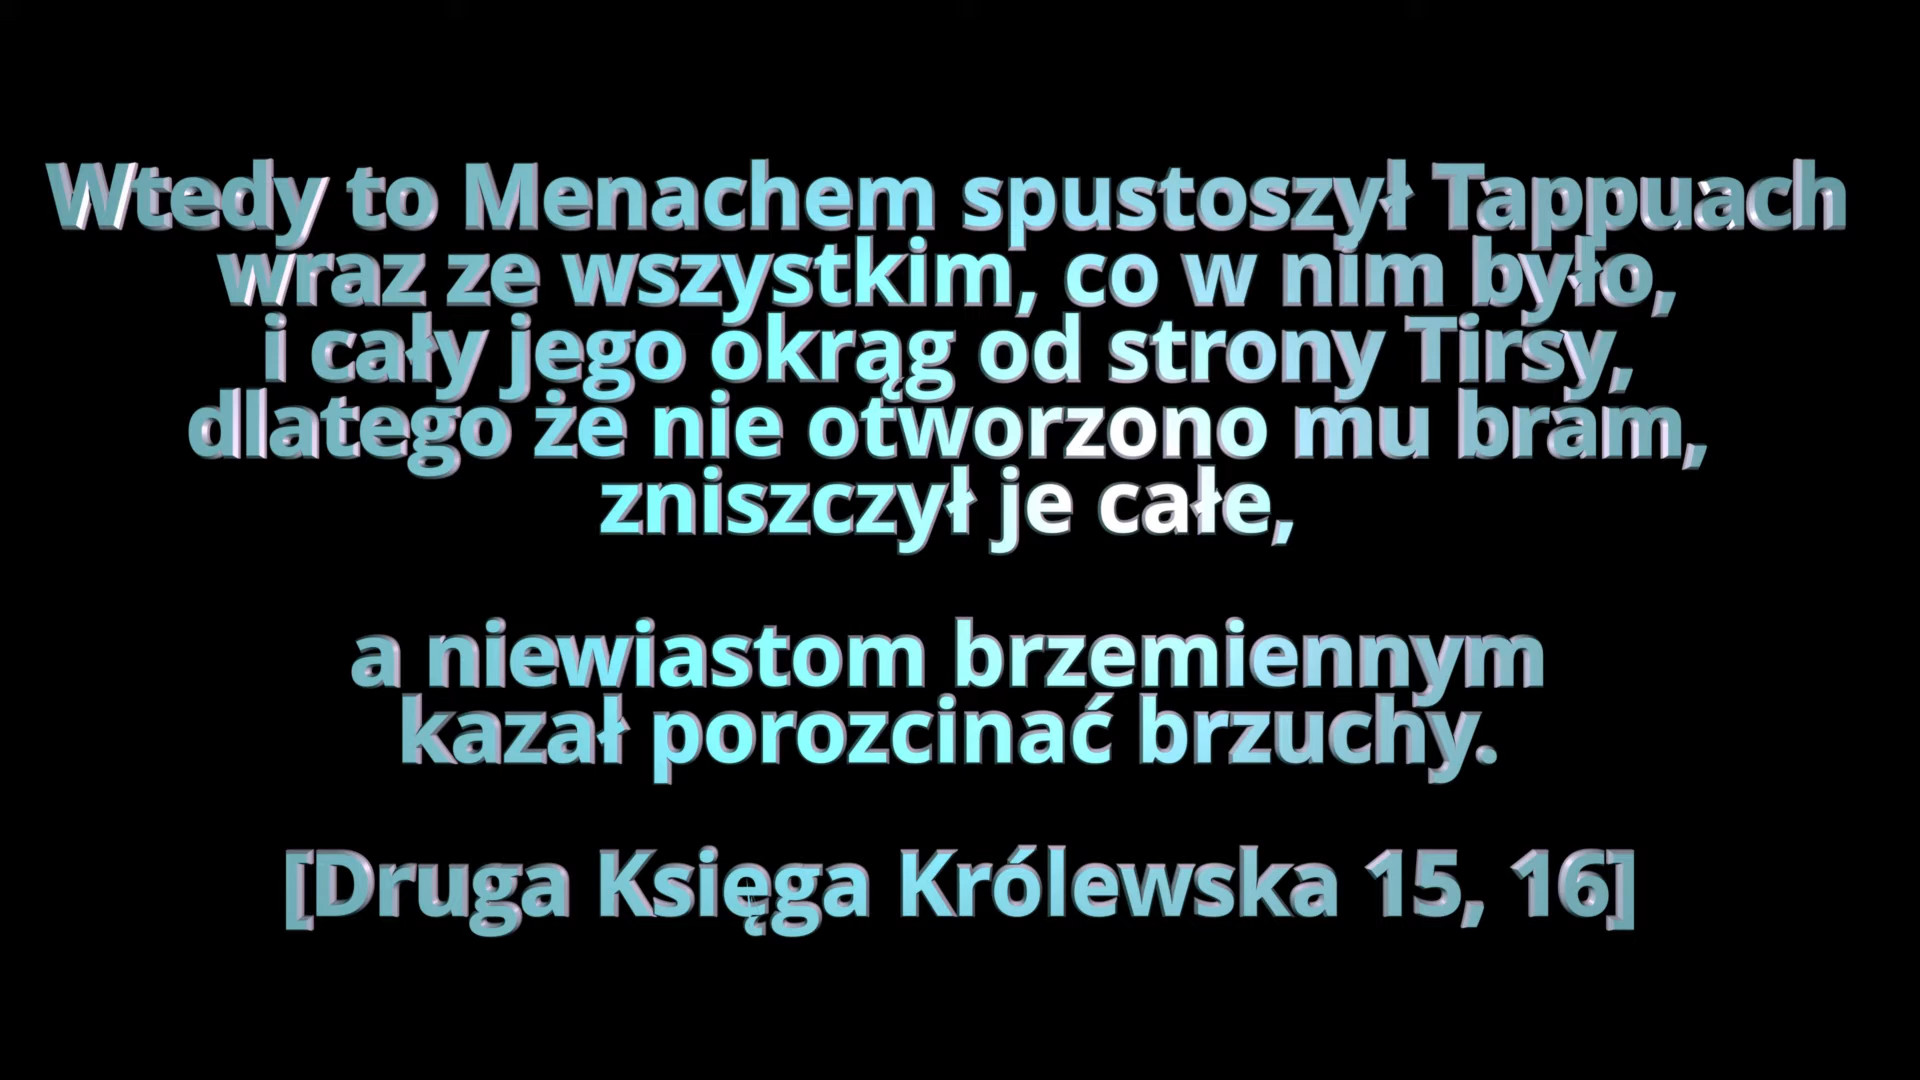 Wtedy to Menachem spustoszył Tappuach
wraz ze wszystkim, co w nim było,
i cały jego okrąg od strony Tirsy,
dlatego że nie otworzono mu bram,
zniszczył je całe,
a niewiastom brzemiennym
kazał porozcinać brzuchy.
[Druga Księga Królewska 15, 16]